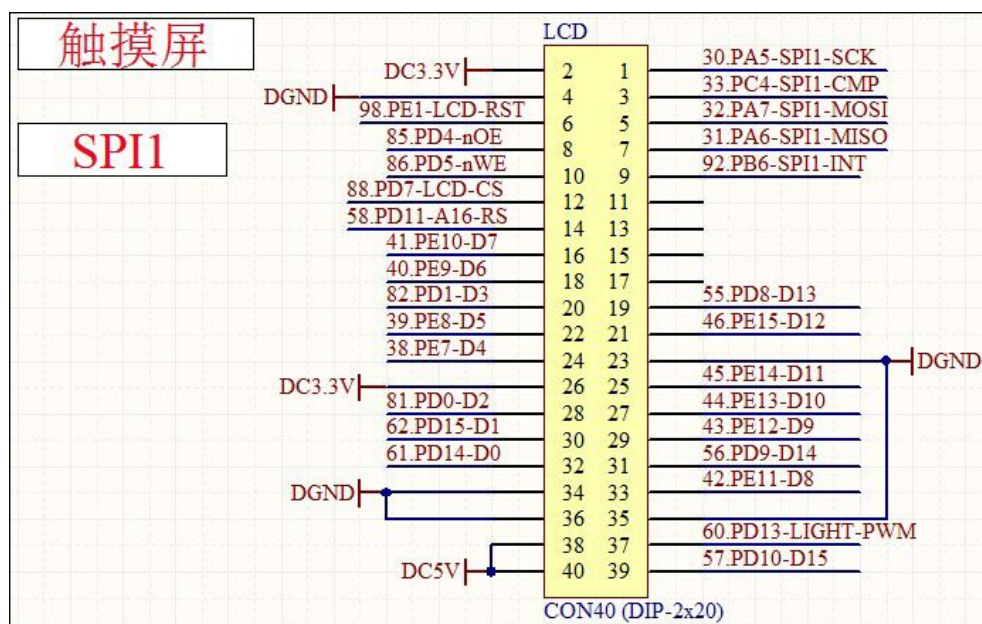 触摸屏
SPI1
LCD
DC3.3V 2 1 30.PA5-SPI1-SCK
DGND 4 3 33.PC4-SPI1-CMP
98.PE1-LCD-RST 6 5 32.PA7-SPI1-MOSI
85.PD4-nOE 8 7 31.PA6-SPI1-MISO
86.PD5-nWE 10 9 92.PB6-SPI1-INT
88.PD7-LCD-CS 12 11
58.PD11-A16-RS 14 13
41.PE10-D7 16 15
40.PE9-D6 18 17
82.PD1-D3 20 19 55.PD8-D13
39.PE8-D5 22 21 46.PE15-D12
38.PE7-D4 24 23 DGND
DC3.3V 26 25 45.PE14-D11
81.PD0-D2 28 27 44.PE13-D10
62.PD15-D1 30 29 43.PE12-D9
61.PD14-D0 32 31 56.PD9-D14
DGND 34 33 42.PE11-D8
36 35
38 37 60.PD13-LIGHT-PWM
DC5V 40 39 57.PD10-D15
CON40 (DIP-2x20)